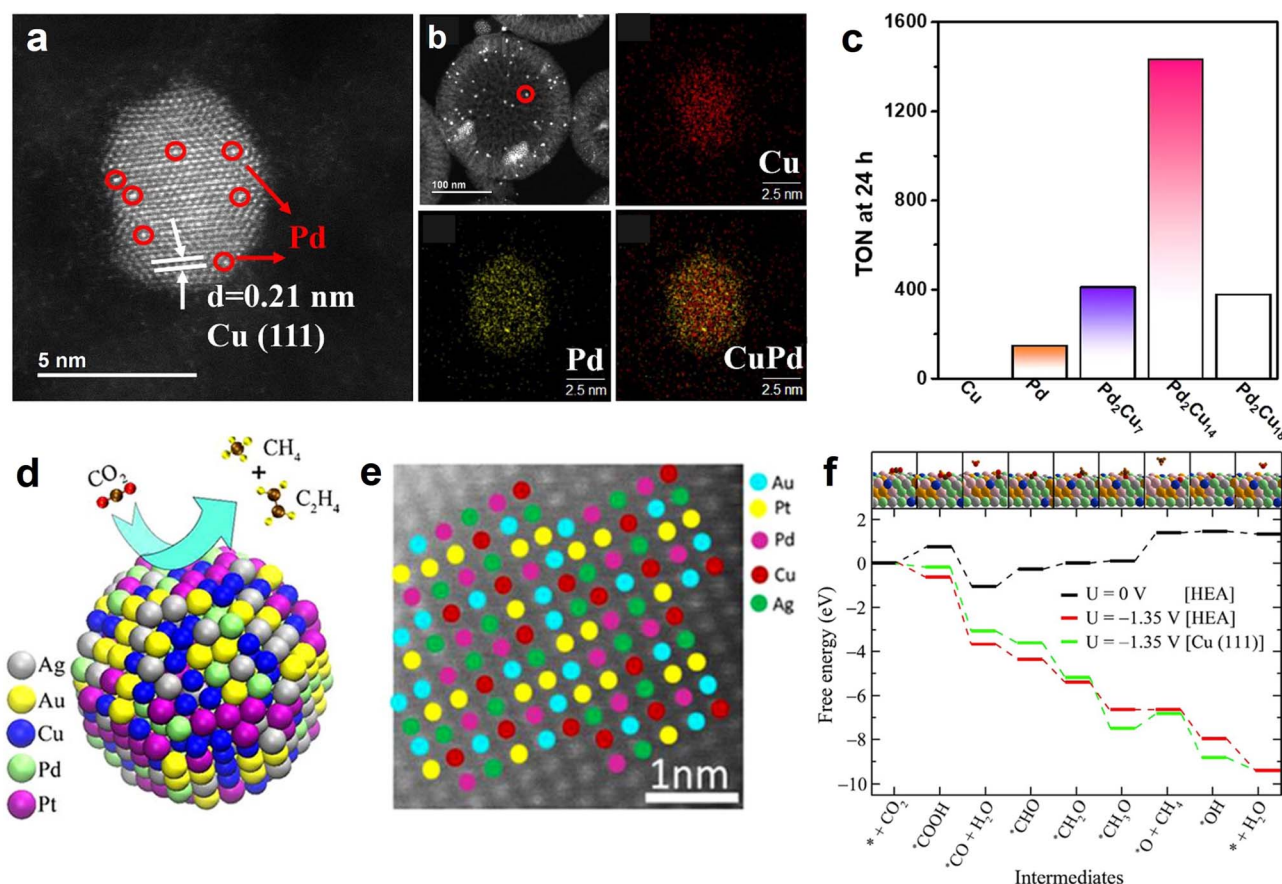 a
Pd
d=0.21 nm
Cu (111)
5 nm
b
100 nm
Cu
2.5 nm
Pd
2.5 nm
CuPd
2.5 nm
c
TON at 24 h
1600
1200
800
400
0
Cu
Pd
Pd₂Cu₇
Pd₂Cu₁₄
Pd₂Cu₁₈
d
CO₂
CH₄
+
C₂H₄
Ag
Au
Cu
Pd
Pt
e
Au
Pt
Pd
Cu
Ag
1nm
f
Free energy (eV)
2
0
−2
−4
−6
−8
−10
U = 0 V [HEA]
U = −1.35 V [HEA]
U = −1.35 V [Cu (111)]
* + CO₂
*COOH
*CO + H₂O
*CHO
*CH₂O
*CH₃O
*O + CH₄
*OH
* + H₂O
Intermediates